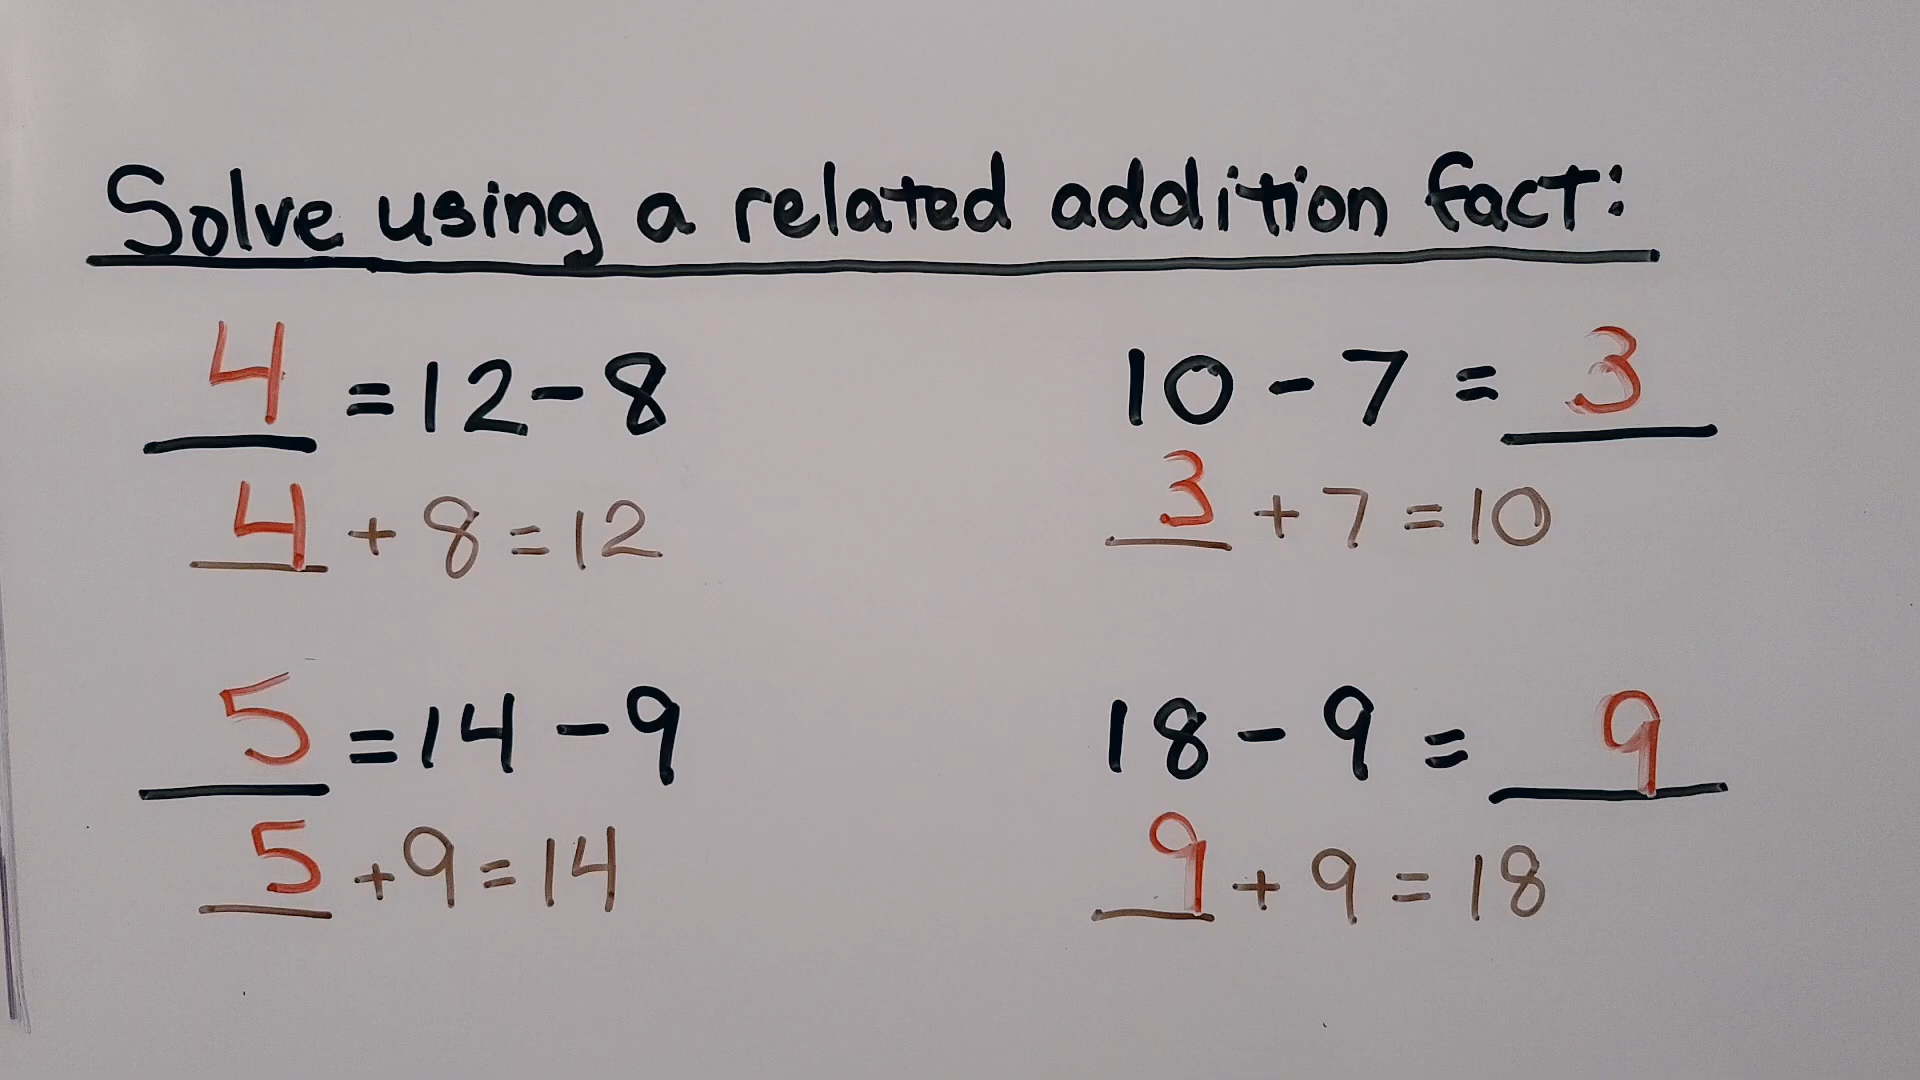 Solve using a related addition fact:
4 = 12 - 8
4 + 8 = 12
10 - 7 = 3
3 + 7 = 10
5 = 14 - 9
5 + 9 = 14
18 - 9 = 9
9 + 9 = 18